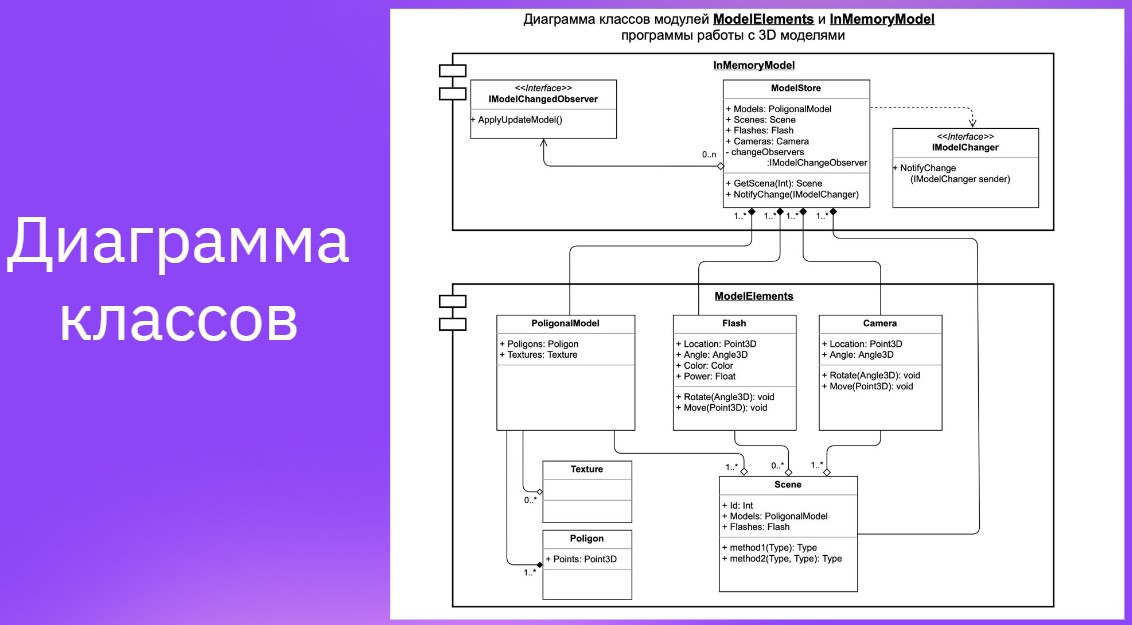 Диаграмма
классов
Диаграмма классов модулей ModelElements и InMemoryModel
программы работы с 3D моделями
InMemoryModel
<<Interface>>
IModelChangedObserver
+ ApplyUpdateModel()
ModelStore
+ Models: PoligonalModel
+ Scenes: Scene
+ Flashes: Flash
+ Cameras: Camera
- changeObservers
:IModelChangeObserver
+ GetScena(Int): Scene
+ NotifyChange(IModelChanger)
<<Interface>>
IModelChanger
+ NotifyChange
(IModelChanger sender)
0..n
1..*
1..*
1..*
1..*
ModelElements
PoligonalModel
+ Poligons: Poligon
+ Textures: Texture
Flash
+ Location: Point3D
+ Angle: Angle3D
+ Color: Color
+ Power: Float
+ Rotate(Angle3D): void
+ Move(Point3D): void
Camera
+ Location: Point3D
+ Angle: Angle3D
+ Rotate(Angle3D): void
+ Move(Point3D): void
Texture
0..*
Poligon
+ Points: Point3D
1..*
1..*
0..*
1..*
Scene
+ Id: Int
+ Models: PoligonalModel
+ Flashes: Flash
+ method1(Type): Type
+ method2(Type, Type): Type